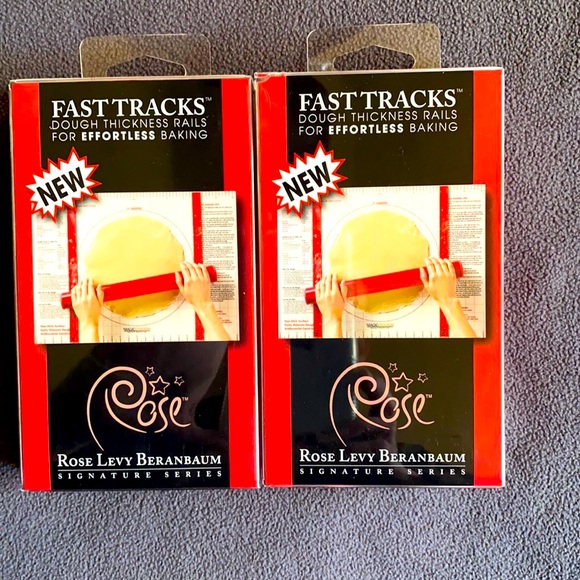 FAST TRACKS™
DOUGH THICKNESS RAILS
FOR EFFORTLESS BAKING
NEW
Rose™
ROSE LEVY BERANBAUM
SIGNATURE SERIES
FAST TRACKS™
DOUGH THICKNESS RAILS
FOR EFFORTLESS BAKING
NEW
Rose™
ROSE LEVY BERANBAUM
SIGNATURE SERIES